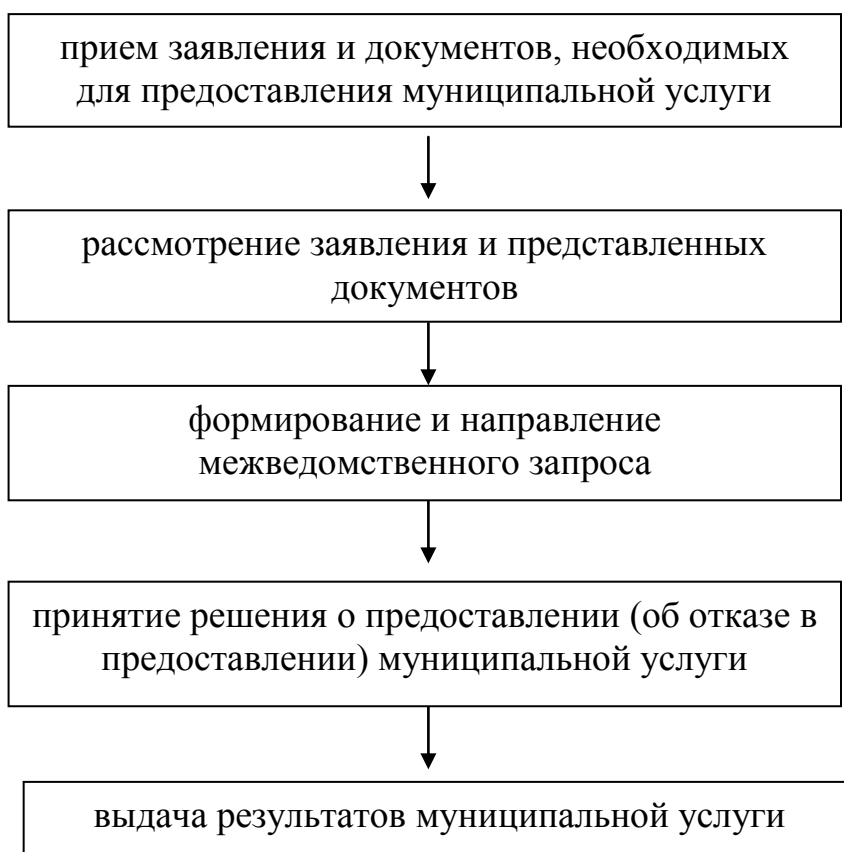 прием заявления и документов, необходимых
для предоставления муниципальной услуги
рассмотрение заявления и представленных
документов
формирование и направление
межведомственного запроса
принятие решения о предоставлении (об отказе в
предоставлении) муниципальной услуги
выдача результатов муниципальной услуги